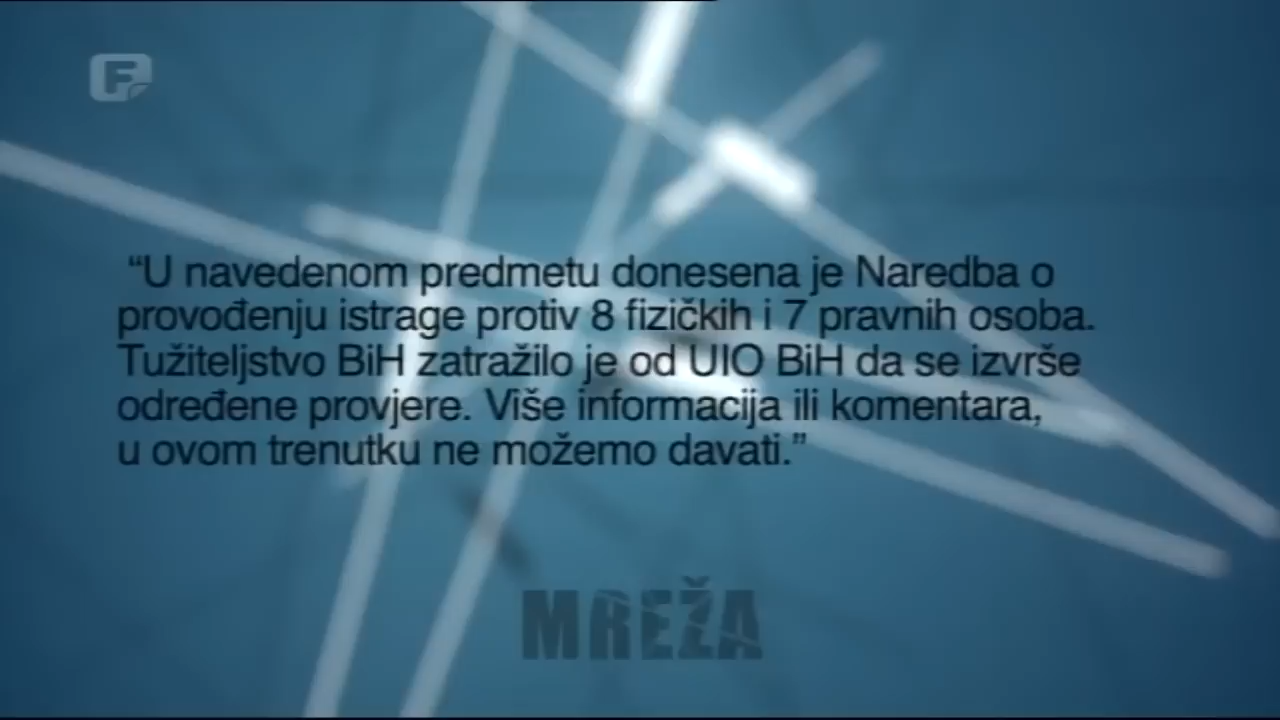 F
“U navedenom predmetu donesena je Naredba o
provođenju istrage protiv 8 fizičkih i 7 pravnih osoba.
Tužiteljstvo BiH zatražilo je od UIO BiH da se izvrše
određene provjere. Više informacija ili komentara,
u ovom trenutku ne možemo davati.”
MREŽA